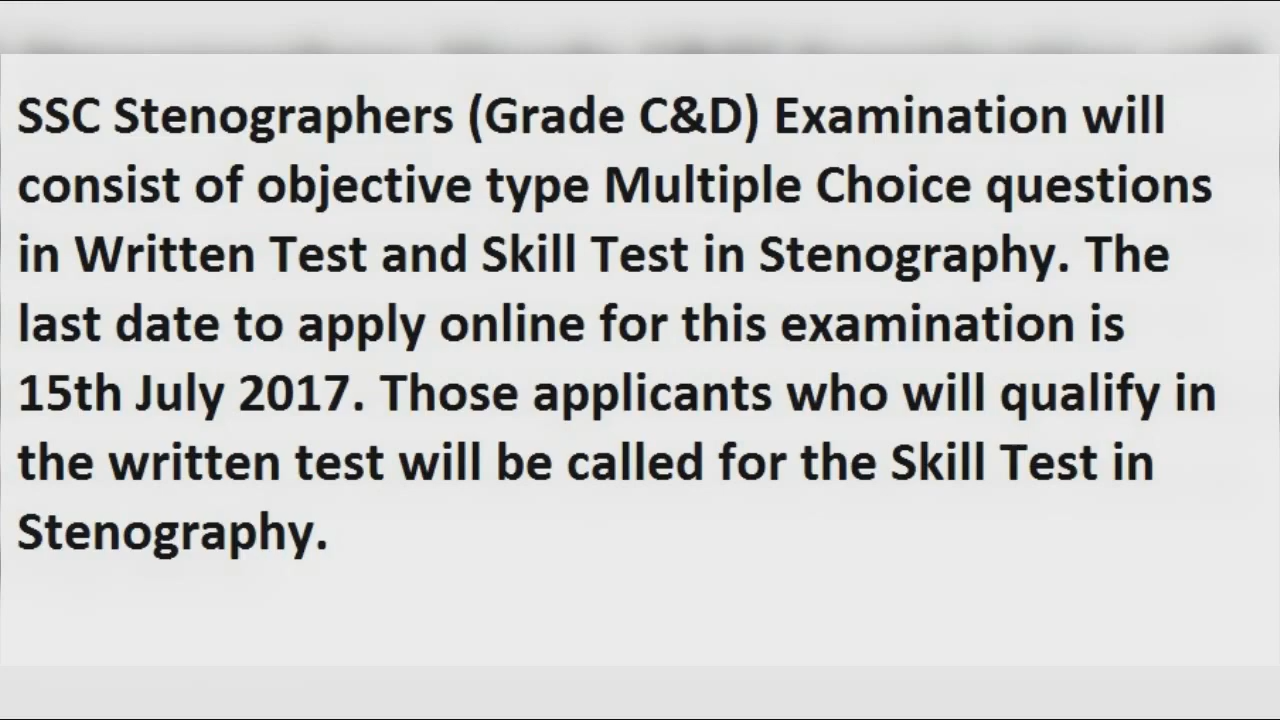 SSC Stenographers (Grade C&D) Examination will
consist of objective type Multiple Choice questions
in Written Test and Skill Test in Stenography. The
last date to apply online for this examination is
15th July 2017. Those applicants who will qualify in
the written test will be called for the Skill Test in
Stenography.